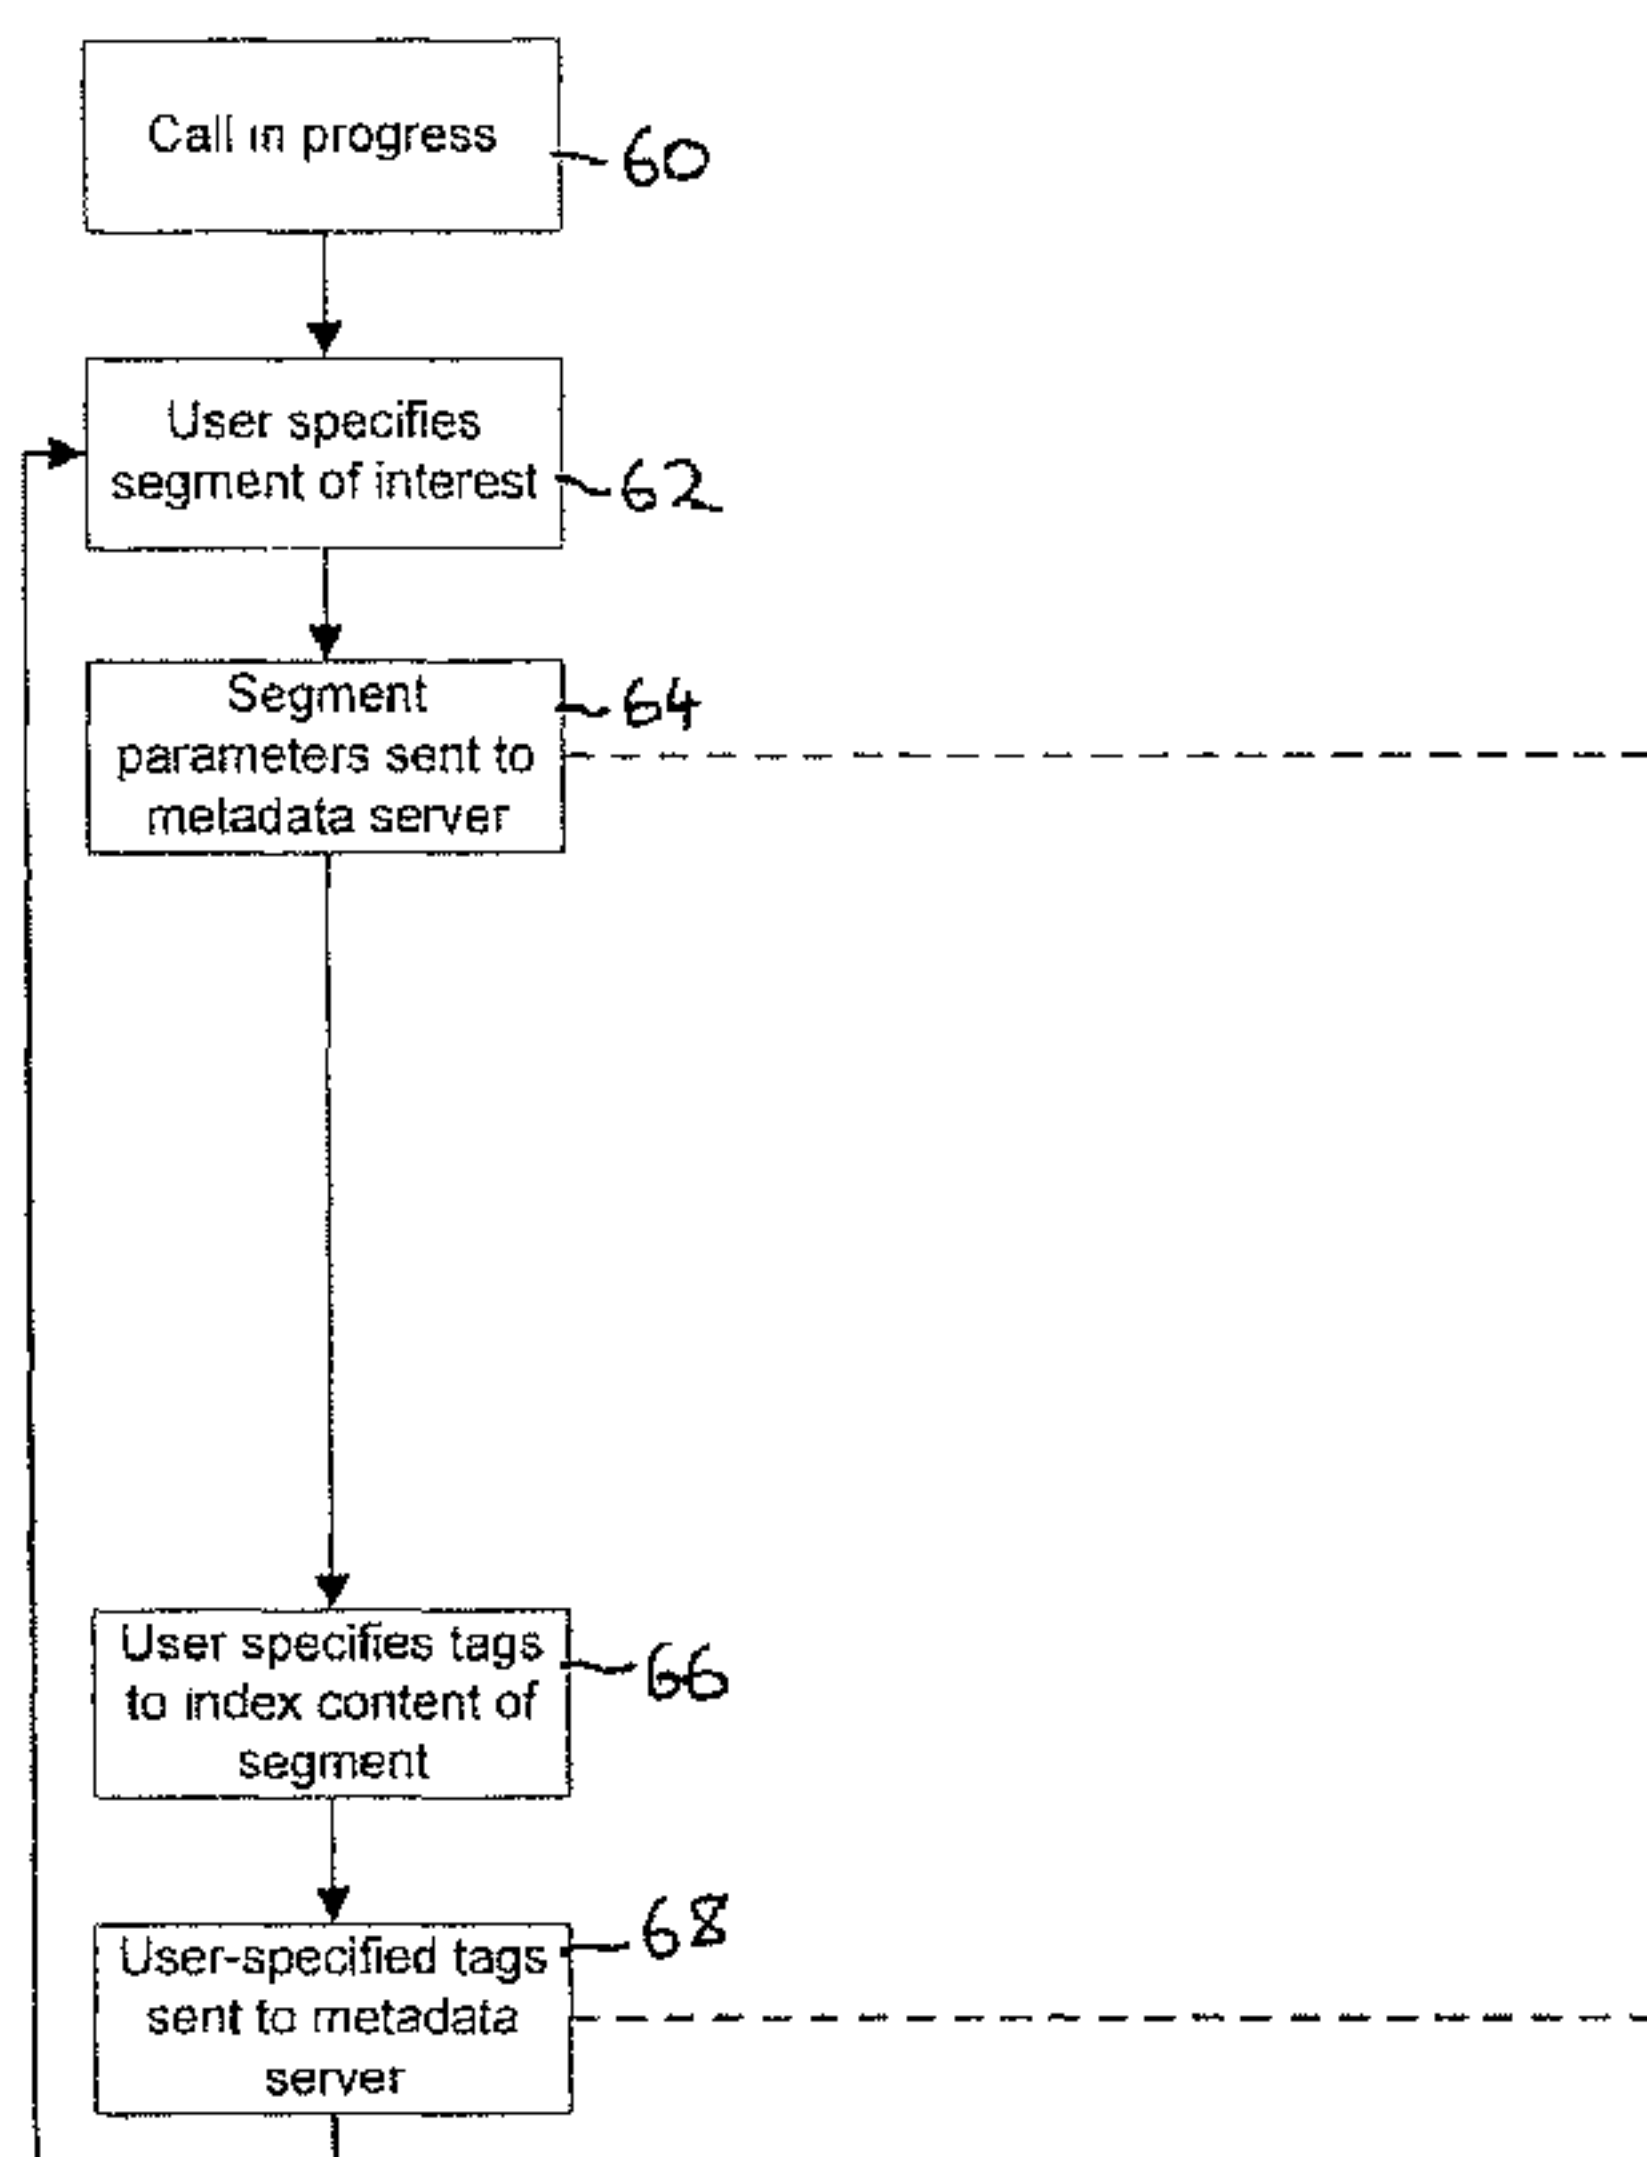 Call in progress
60
User specifies
segment of interest
62
Segment
parameters sent to
metadata server
64
User specifies tags
to index content of
segment
66
User-specified tags
sent to metadata
server
68